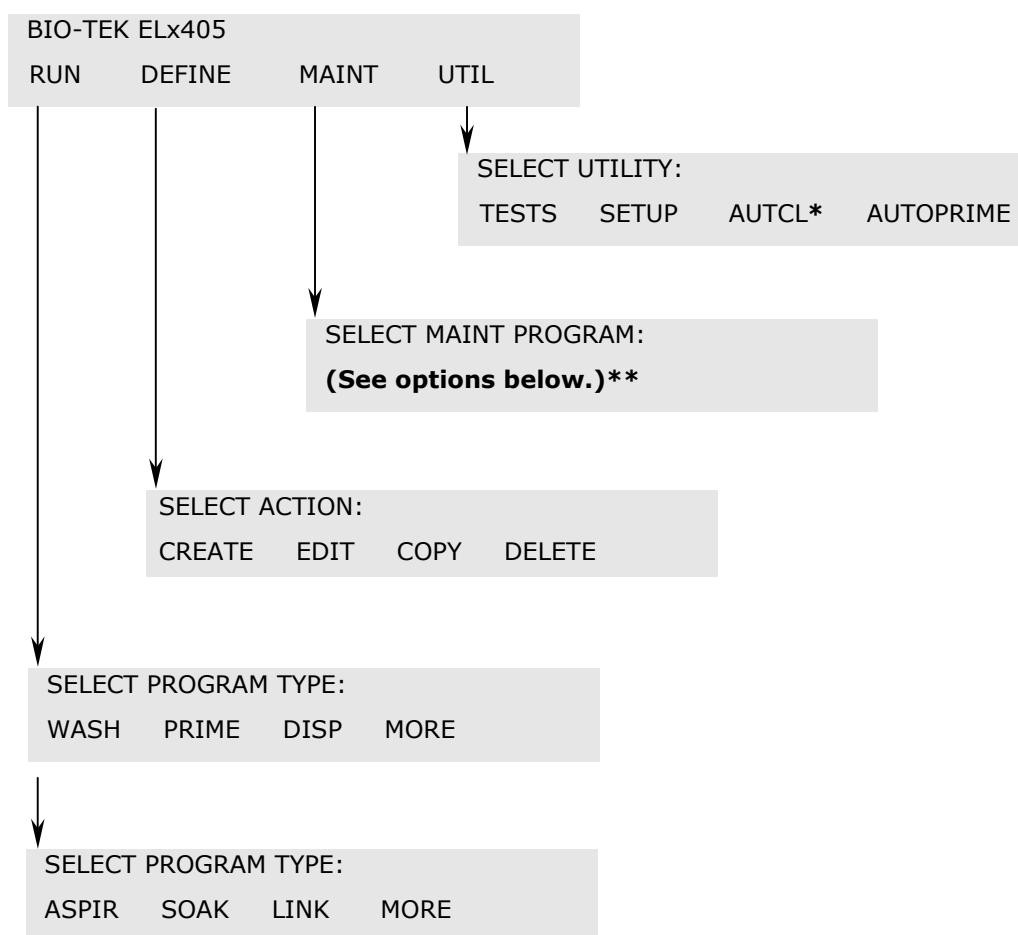 BIO-TEK ELx405
RUN DEFINE MAINT UTIL
SELECT UTILITY:
TESTS SETUP AUTCL* AUTOPRIME
SELECT MAINT PROGRAM:
(See options below.)**
SELECT ACTION:
CREATE EDIT COPY DELETE
SELECT PROGRAM TYPE:
WASH PRIME DISP MORE
SELECT PROGRAM TYPE:
ASPIR SOAK LINK MORE